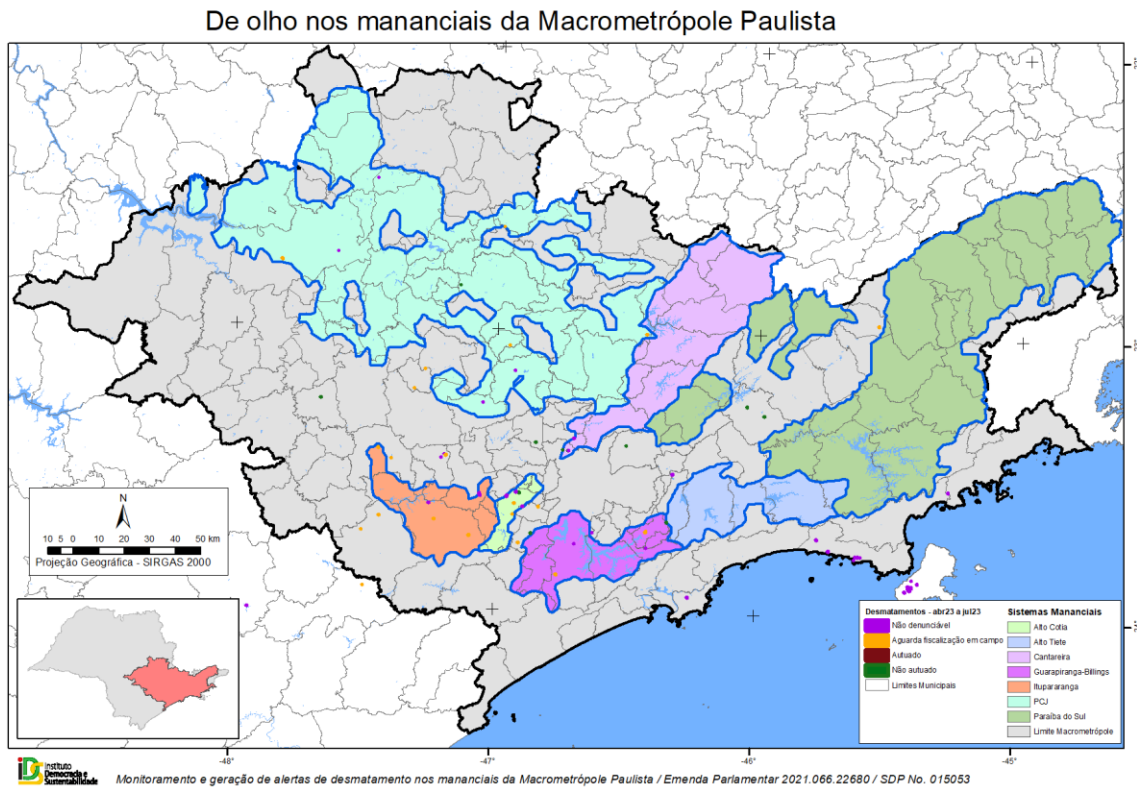 De olho nos mananciais da Macrometrópole Paulista
N
10 5 0 10 20 30 40 50 km
Projeção Geográfica - SIRGAS 2000
Desmatamentos - abr23 a jul23
Não denunciável
Aguarda fiscalização em campo
Autuado
Não autuado
Limites Municipais
Sistemas Mananciais
Alto Cotia
Alto Tiete
Cantareira
Guarapiranga-Billings
Itupararanga
PCJ
Paraíba do Sul
Limite Macrometrópole
-48
-47
-46
-45
iDS
Instituto
Democracia e
Sustentabilidade
Monitoramento e geração de alertas de desmatamento nos mananciais da Macrometrópole Paulista / Emenda Parlamentar 2021.066.22680 / SDP No. 015053